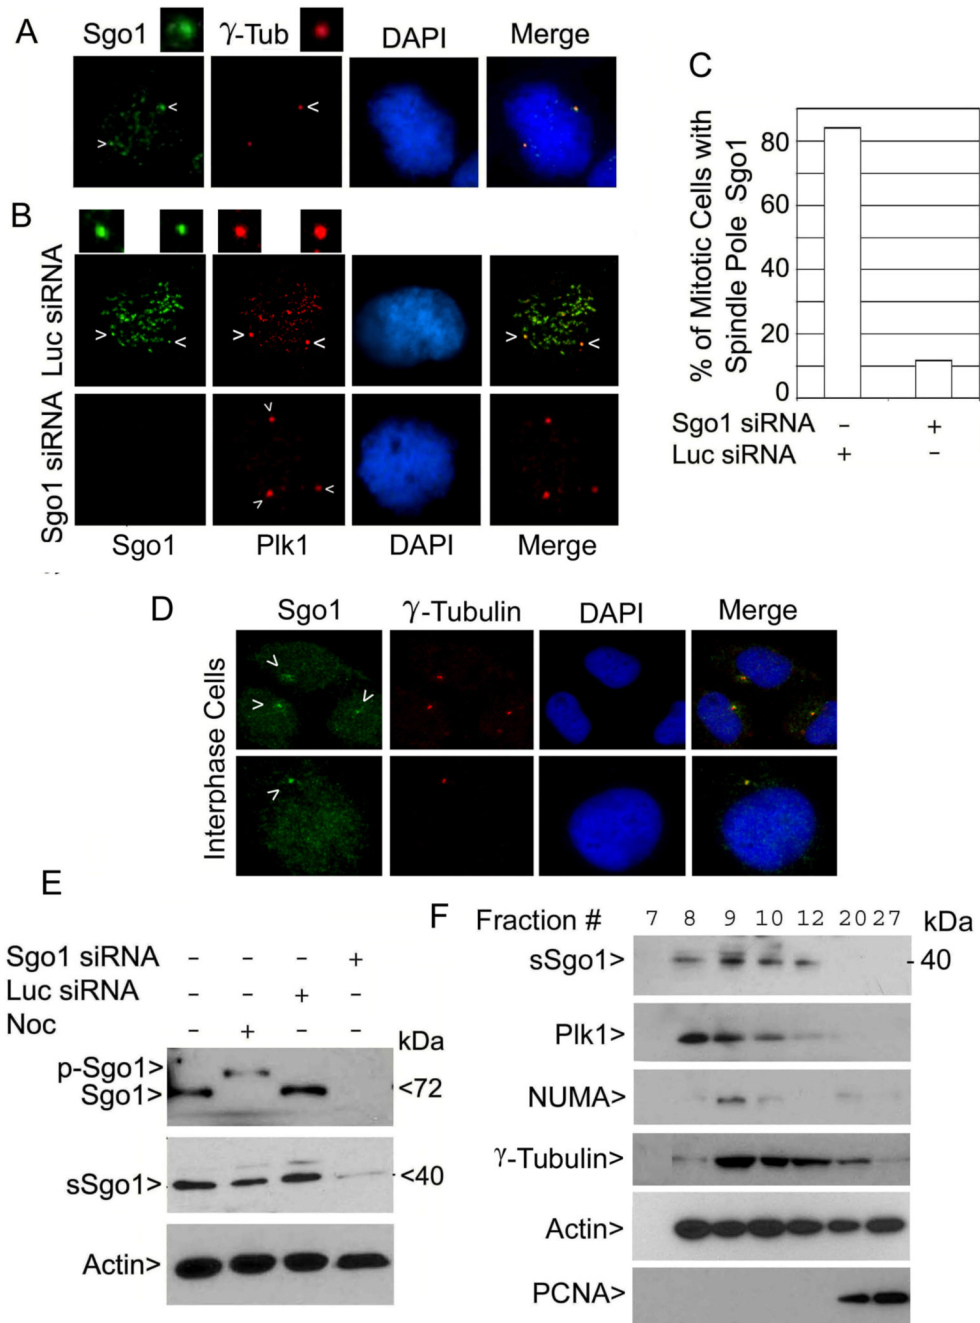 A
Sgo1
γ-Tub
DAPI
Merge
B
Luc siRNA
Sgo1 siRNA
Sgo1
Plk1
DAPI
Merge
C
% of Mitotic Cells with
Spindle Pole Sgo1
80
60
40
20
0
Sgo1 siRNA - +
Luc siRNA + -
D
Sgo1
γ-Tubulin
DAPI
Merge
Interphase Cells
E
Sgo1 siRNA - - - +
Luc siRNA - - + -
Noc - + - -
kDa
p-Sgo1>
Sgo1>
<72
sSgo1>
<40
Actin>
F
Fraction # 7 8 9 10 12 20 27 kDa
sSgo1>
- 40
Plk1>
NUMA>
γ-Tubulin>
Actin>
PCNA>